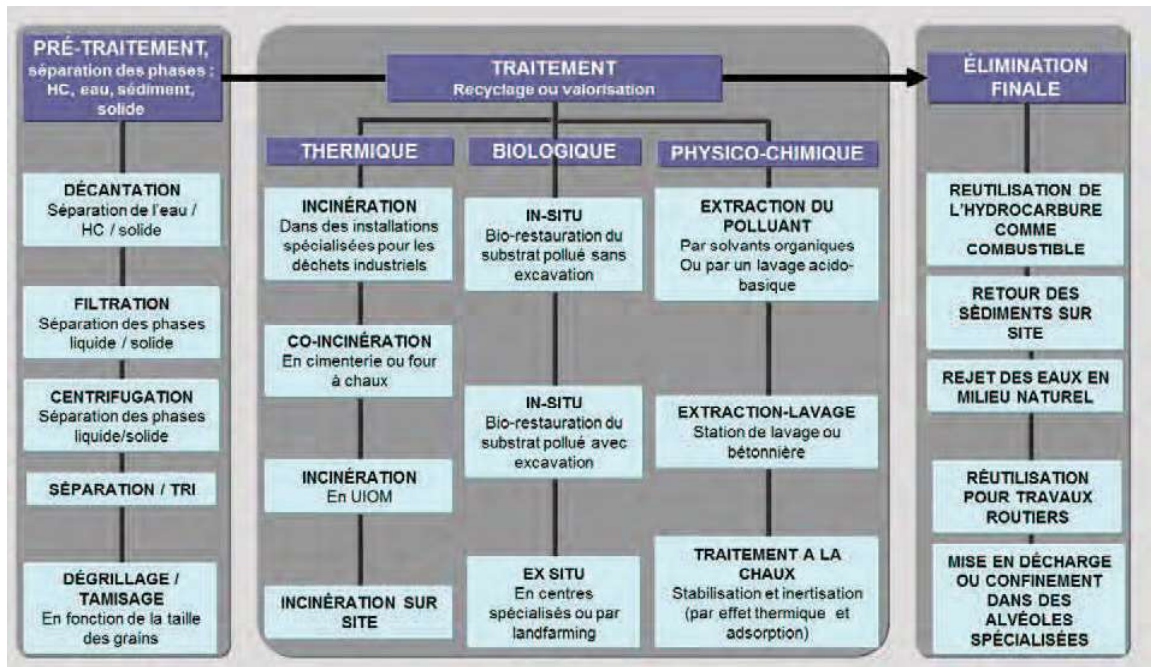 PRÉ-TRAITEMENT,
séparation des phases :
HC, eau, sédiment,
solide
DÉCANTATION
Séparation de l'eau /
HC / solide
FILTRATION
Séparation des phases
liquide / solide
CENTRIFUGATION
Séparation des phases
liquide/solide
SÉPARATION / TRI
DÉGRILLAGE /
TAMISAGE
En fonction de la taille
des grains
TRAITEMENT
Recyclage ou valorisation
THERMIQUE
INCINÉRATION
Dans des installations
spécialisées pour les
déchets industriels
CO-INCINÉRATION
En cimenterie ou four
à chaux
INCINÉRATION
En UIOM
INCINÉRATION SUR
SITE
BIOLOGIQUE
IN-SITU
Bio-restauration du
substrat pollué sans
excavation
IN-SITU
Bio-restauration du
substrat pollué avec
excavation
EX SITU
En centres
spécialisés ou par
landfarming
PHYSICO-CHIMIQUE
EXTRACTION DU
POLLUANT
Par solvants organiques
Ou par un lavage acido-
basique
EXTRACTION-LAVAGE
Station de lavage ou
bétonnière
TRAITEMENT A LA
CHAUX
Stabilisation et inertisation
(par effet thermique et
adsorption)
ÉLIMINATION
FINALE
REUTILISATION DE
L'HYDROCARBURE
COMME
COMBUSTIBLE
RETOUR DES
SÉDIMENTS SUR
SITE
REJET DES EAUX EN
MILIEU NATUREL
RÉUTILISATION
POUR TRAVAUX
ROUTIERS
MISE EN DÉCHARGE
OU CONFINEMENT
DANS DES
ALVÉOLES
SPÉCIALISÉES